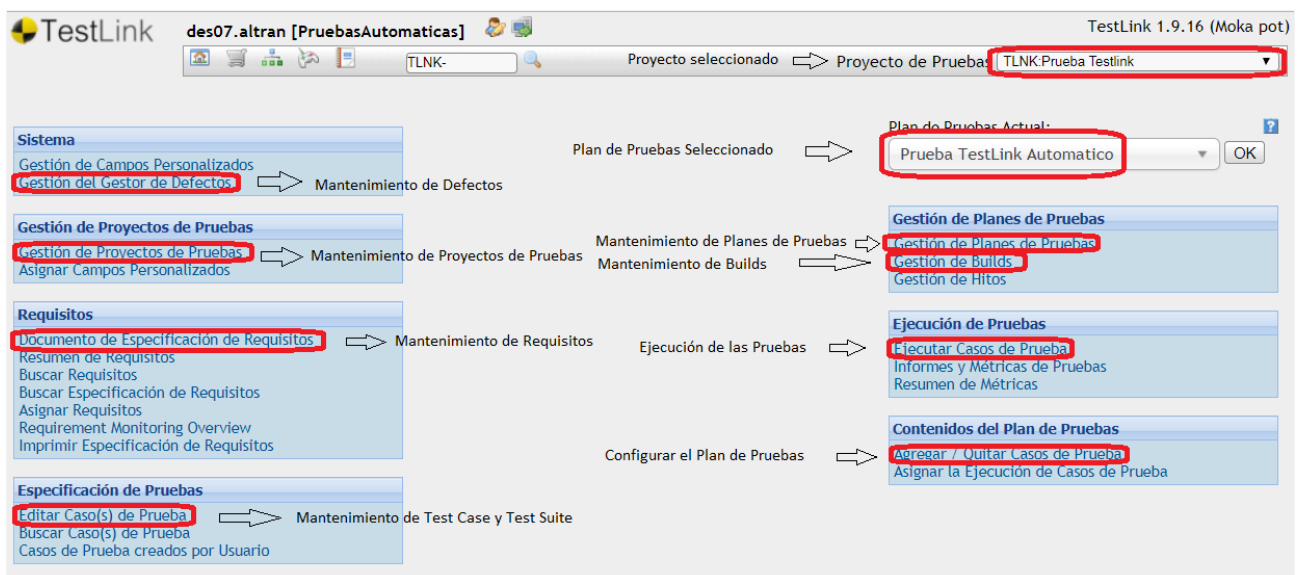 TestLink
des07.altran [PruebasAutomaticas]
TestLink 1.9.16 (Moka pot)
TLNK-
Proyecto seleccionado
Proyecto de Pruebas
TLNK:Prueba Testlink
Sistema
Gestión de Campos Personalizados
Gestión del Gestor de Defectos
Mantenimiento de Defectos
Gestión de Proyectos de Pruebas
Gestión de Proyectos de Pruebas
Mantenimiento de Proyectos de Pruebas
Asignar Campos Personalizados
Requisitos
Documento de Especificación de Requisitos
Mantenimiento de Requisitos
Resumen de Requisitos
Buscar Requisitos
Buscar Especificación de Requisitos
Asignar Requisitos
Requirement Monitoring Overview
Imprimir Especificación de Requisitos
Especificación de Pruebas
Editar Caso(s) de Prueba
Mantenimiento de Test Case y Test Suite
Buscar Caso(s) de Prueba
Casos de Prueba creados por Usuario
Plan de Pruebas Actual:
Plan de Pruebas Seleccionado
Prueba TestLink Automatico
OK
Gestión de Planes de Pruebas
Mantenimiento de Planes de Pruebas
Gestión de Planes de Pruebas
Mantenimiento de Builds
Gestión de Builds
Gestión de Hitos
Ejecución de Pruebas
Ejecución de las Pruebas
Ejecutar Casos de Prueba
Informes y Métricas de Pruebas
Resumen de Métricas
Contenidos del Plan de Pruebas
Configurar el Plan de Pruebas
Agregar / Quitar Casos de Prueba
Asignar la Ejecución de Casos de Prueba